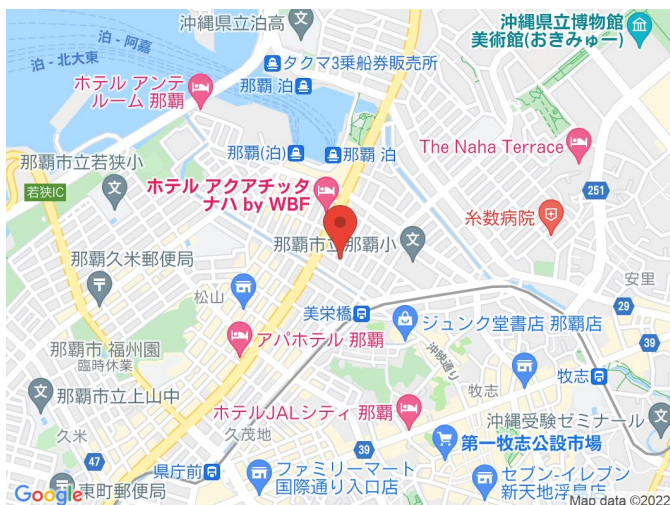 沖縄県立泊高
沖縄県立博物館
美術館(おきみゅー)
泊 - 北大東
泊 - 阿嘉
タクマ3乗船券販売所
ホテル アンテ
ルーム 那覇
那覇 泊
The Naha Terrace
那覇市立若狭小
那覇(泊)
那覇 泊
若狭IC
ホテル アクアチッタ
ナハ by WBF
251
糸数病院
那覇市立那覇小
那覇久米郵便局
安里
松山
29
美栄橋
ジュンク堂書店 那覇店
39
アパホテル 那覇
那覇市 福州園
臨時休業
沖映通り
牧志
牧志
那覇市立上山中
ホテルJALシティ 那覇
沖縄受験ゼミナール
久米
久茂地
39
第一牧志公設市場
47
県庁前
ファミリーマート
国際通り入口店
セブン-イレブン
新天地浮島店
Google
東町郵便局
Map data ©2022